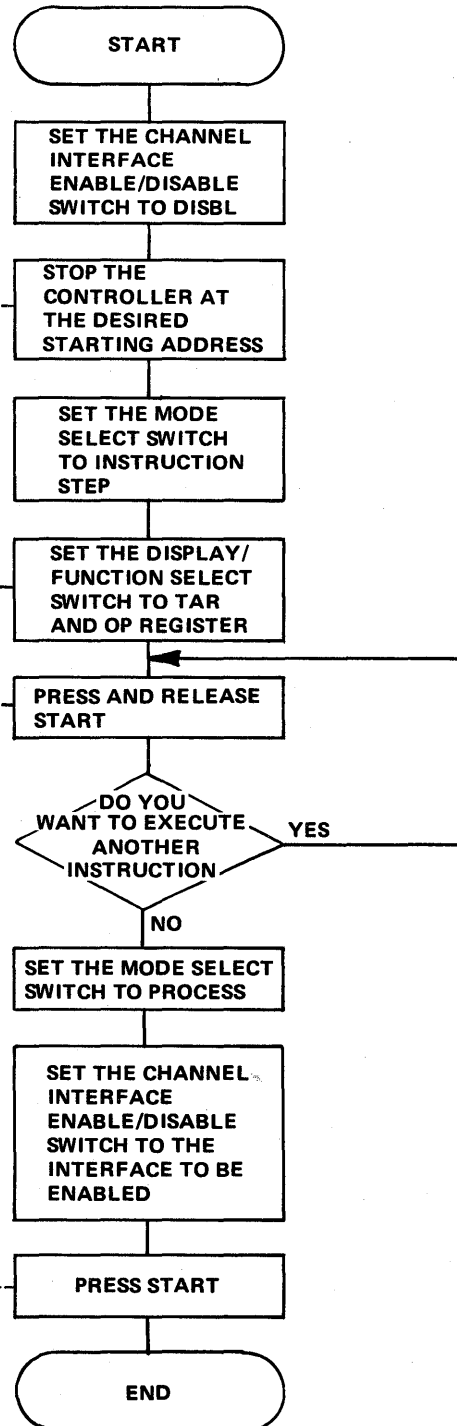 START
SET THE CHANNEL
INTERFACE
ENABLE/DISABLE
SWITCH TO DISBL
STOP THE
CONTROLLER AT
THE DESIRED
STARTING ADDRESS
SET THE MODE
SELECT SWITCH
TO INSTRUCTION
STEP
SET THE DISPLAY/
FUNCTION SELECT
SWITCH TO TAR
AND OP REGISTER
PRESS AND RELEASE
START
DO YOU
WANT TO EXECUTE
ANOTHER
INSTRUCTION
YES
NO
SET THE MODE SELECT
SWITCH TO PROCESS
SET THE CHANNEL
INTERFACE
ENABLE/DISABLE
SWITCH TO THE
INTERFACE TO BE
ENABLED
PRESS START
END